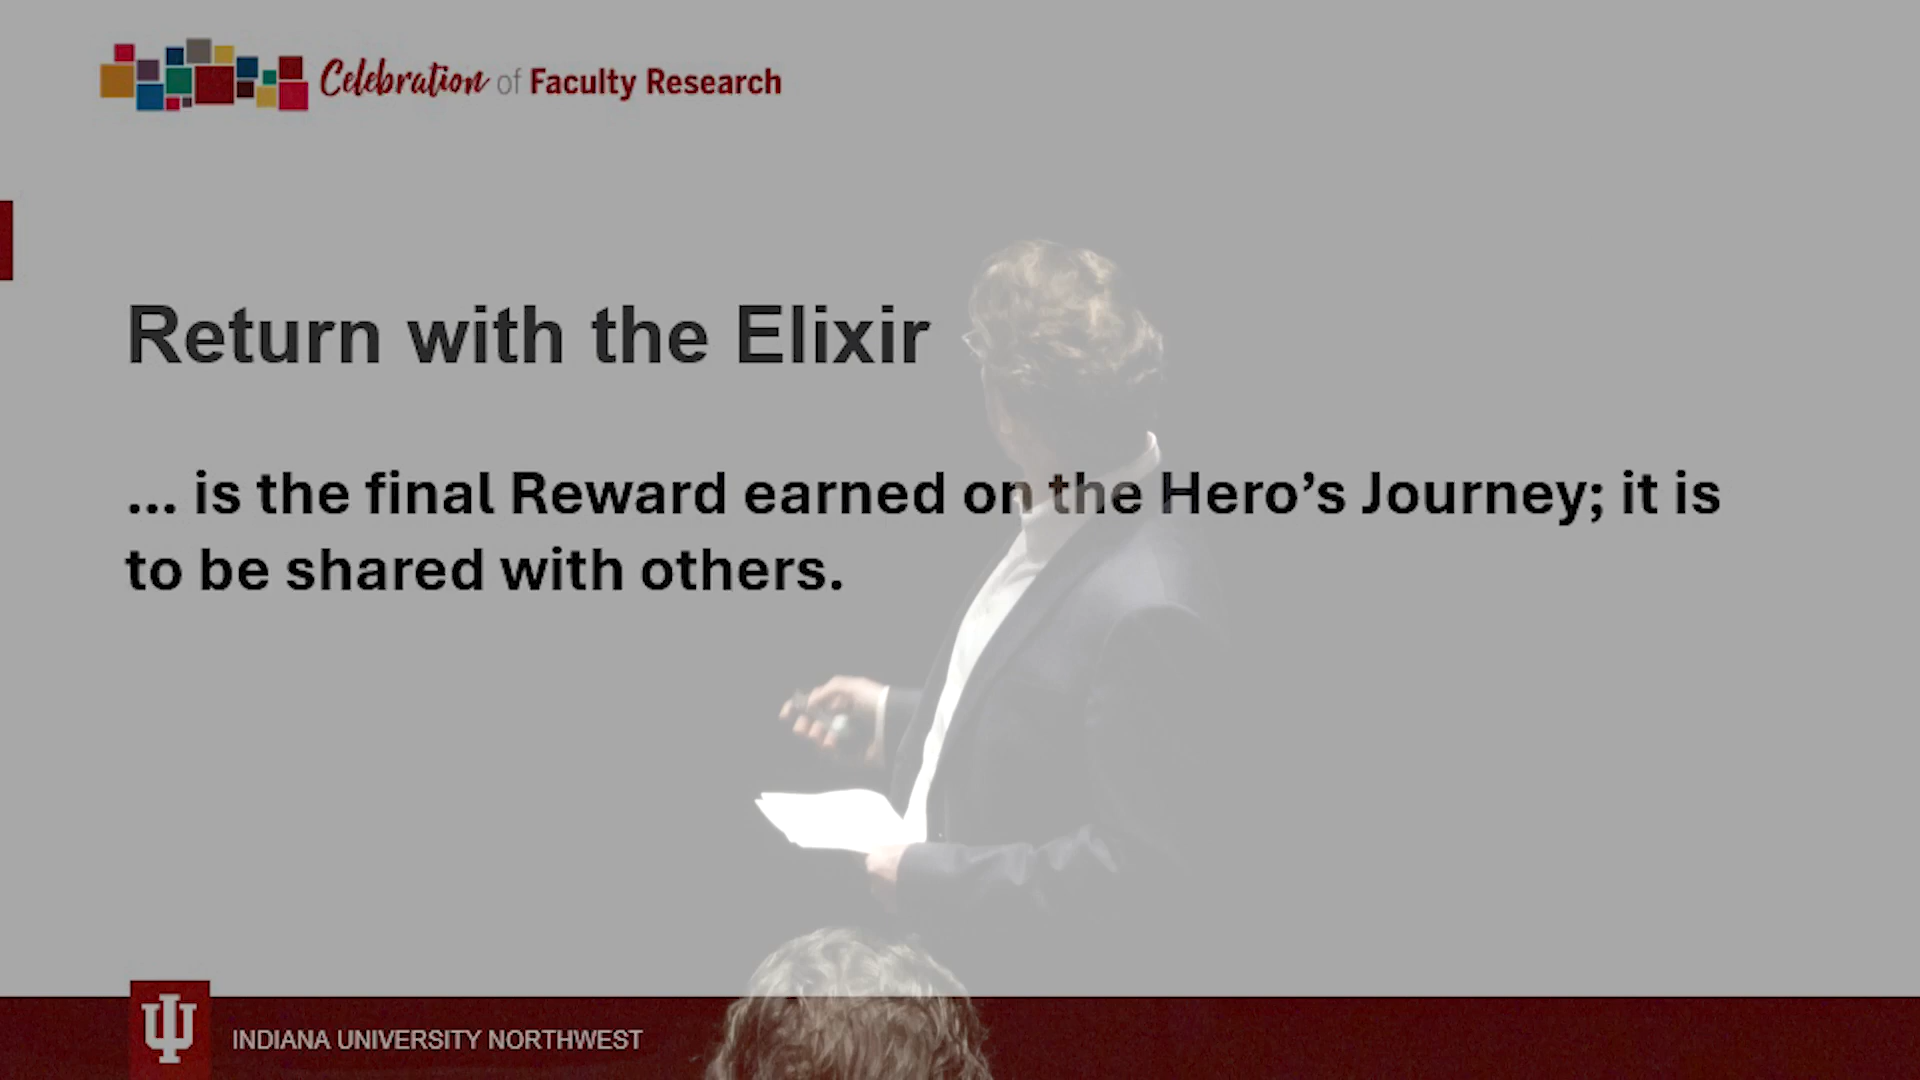 Celebration of Faculty Research
Return with the Elixir
... is the final Reward earned on the Hero’s Journey; it is
to be shared with others.
INDIANA UNIVERSITY NORTHWEST